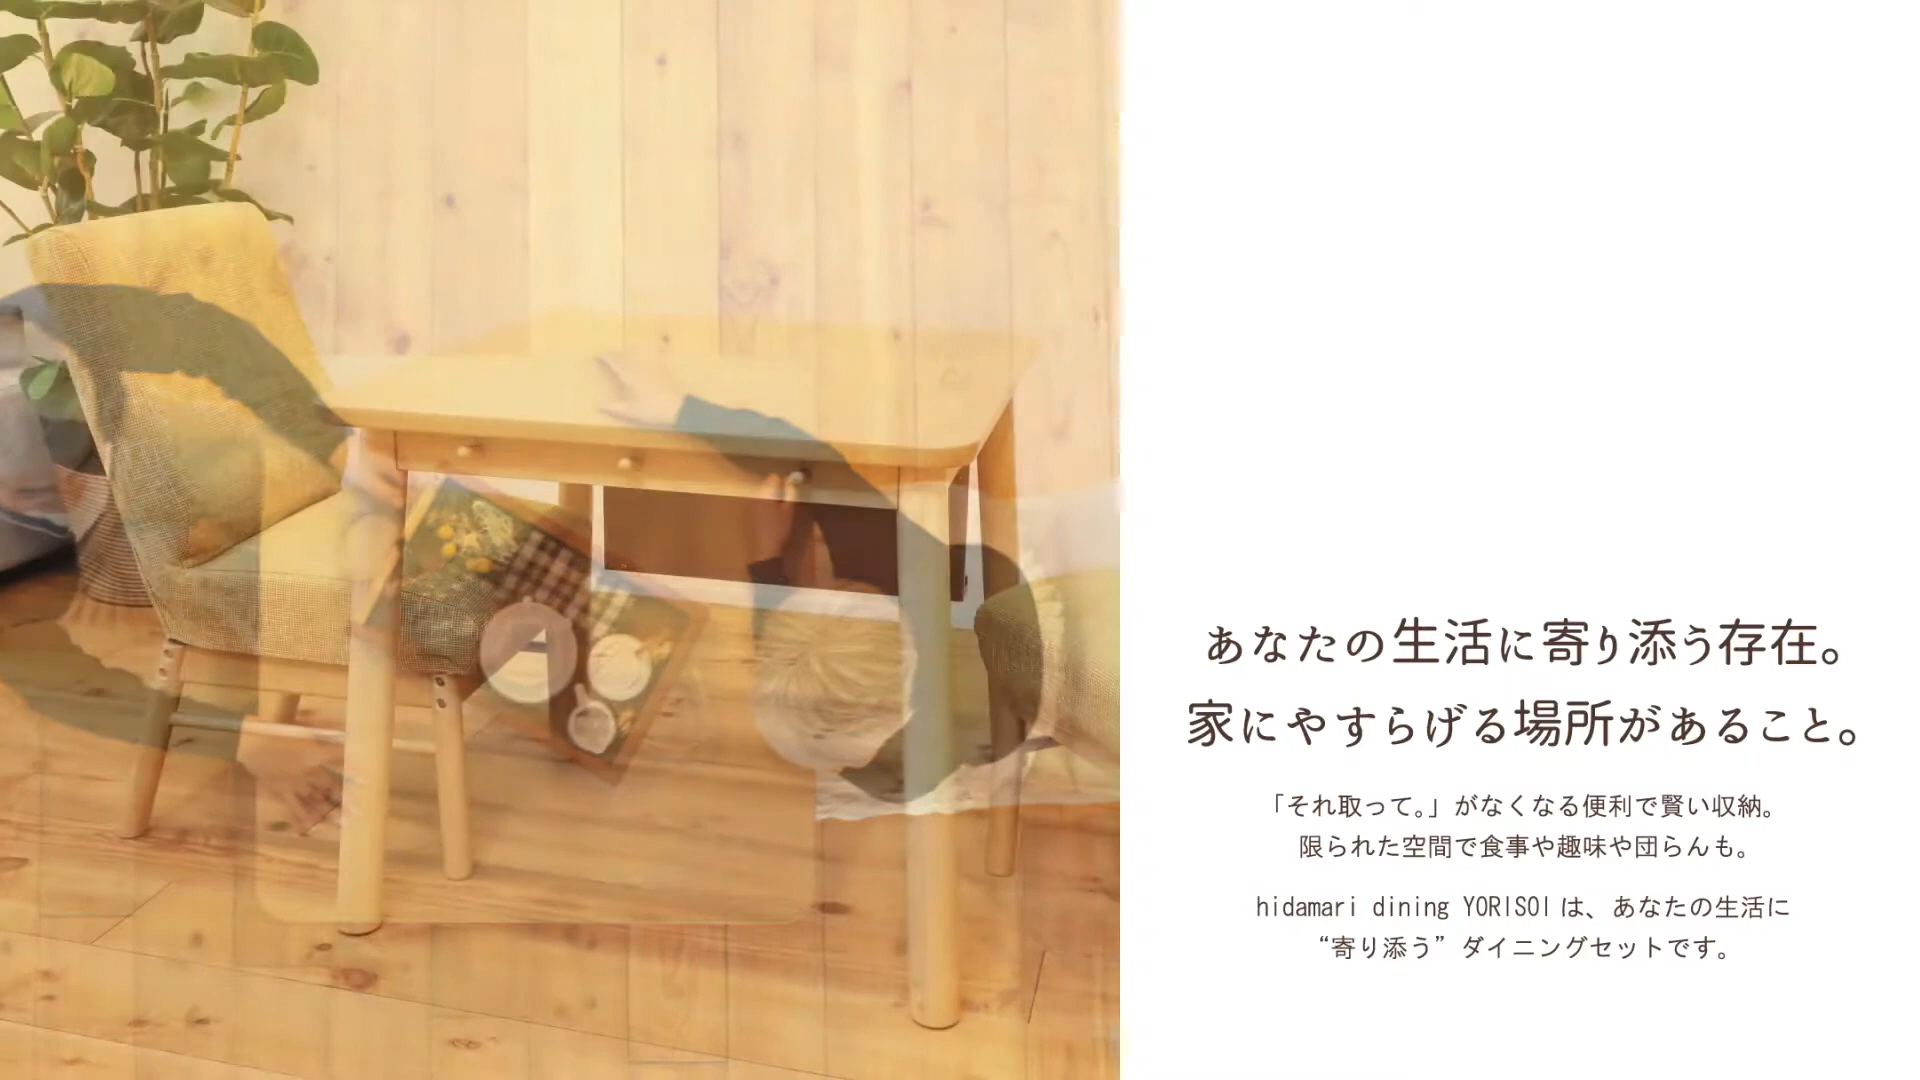 あなたの生活に寄り添う存在。
家にやすらげる場所があること。
「それ取って。」がなくなる便利で賢い収納。
限られた空間で食事や趣味や団らんも。
hidamari dining YORISOI は、あなたの生活に
“寄り添う”ダイニングセットです。